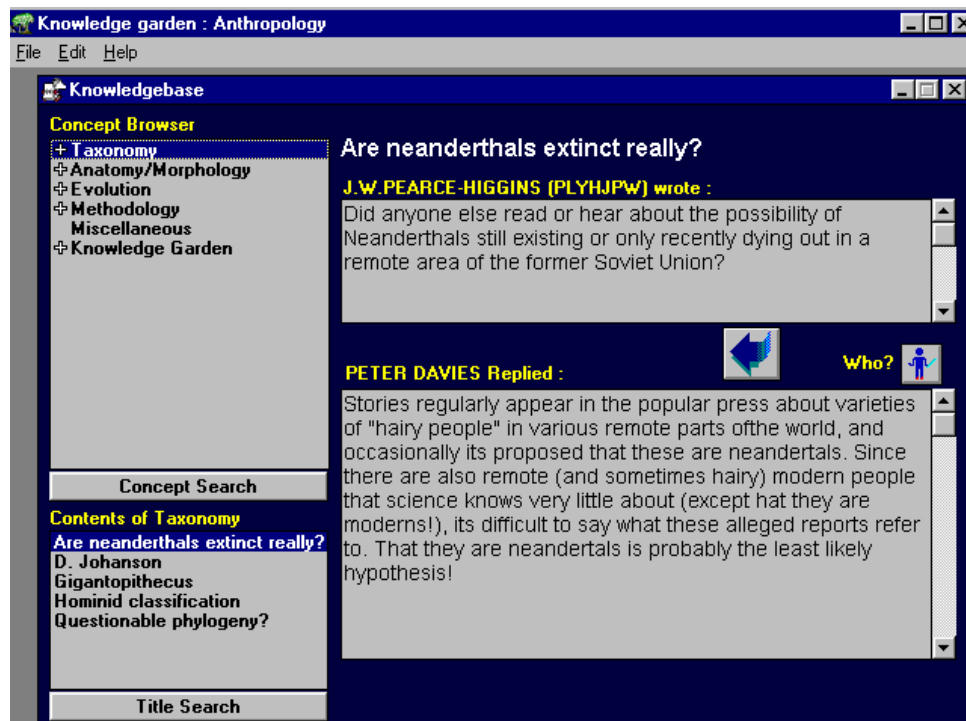 Knowledge garden : Anthropology
File Edit Help
Knowledgebase
Concept Browser
+ Taxonomy
+ Anatomy/Morphology
+ Evolution
+ Methodology
Miscellaneous
+ Knowledge Garden
Concept Search
Contents of Taxonomy
Are neanderthals extinct really?
D. Johanson
Gigantopithecus
Hominid classification
Questionable phylogeny?
Title Search
Are neanderthals extinct really?
J.W.PEARCE-HIGGINS (PLYHJPW) wrote :
Did anyone else read or hear about the possibility of
Neanderthals still existing or only recently dying out in a
remote area of the former Soviet Union?
Who?
PETER DAVIES Replied :
Stories regularly appear in the popular press about varieties
of "hairy people" in various remote parts ofthe world, and
occasionally its proposed that these are neandertals. Since
there are also remote (and sometimes hairy) modern people
that science knows very little about (except hat they are
moderns!), its difficult to say what these alleged reports refer
to. That they are neandertals is probably the least likely
hypothesis!